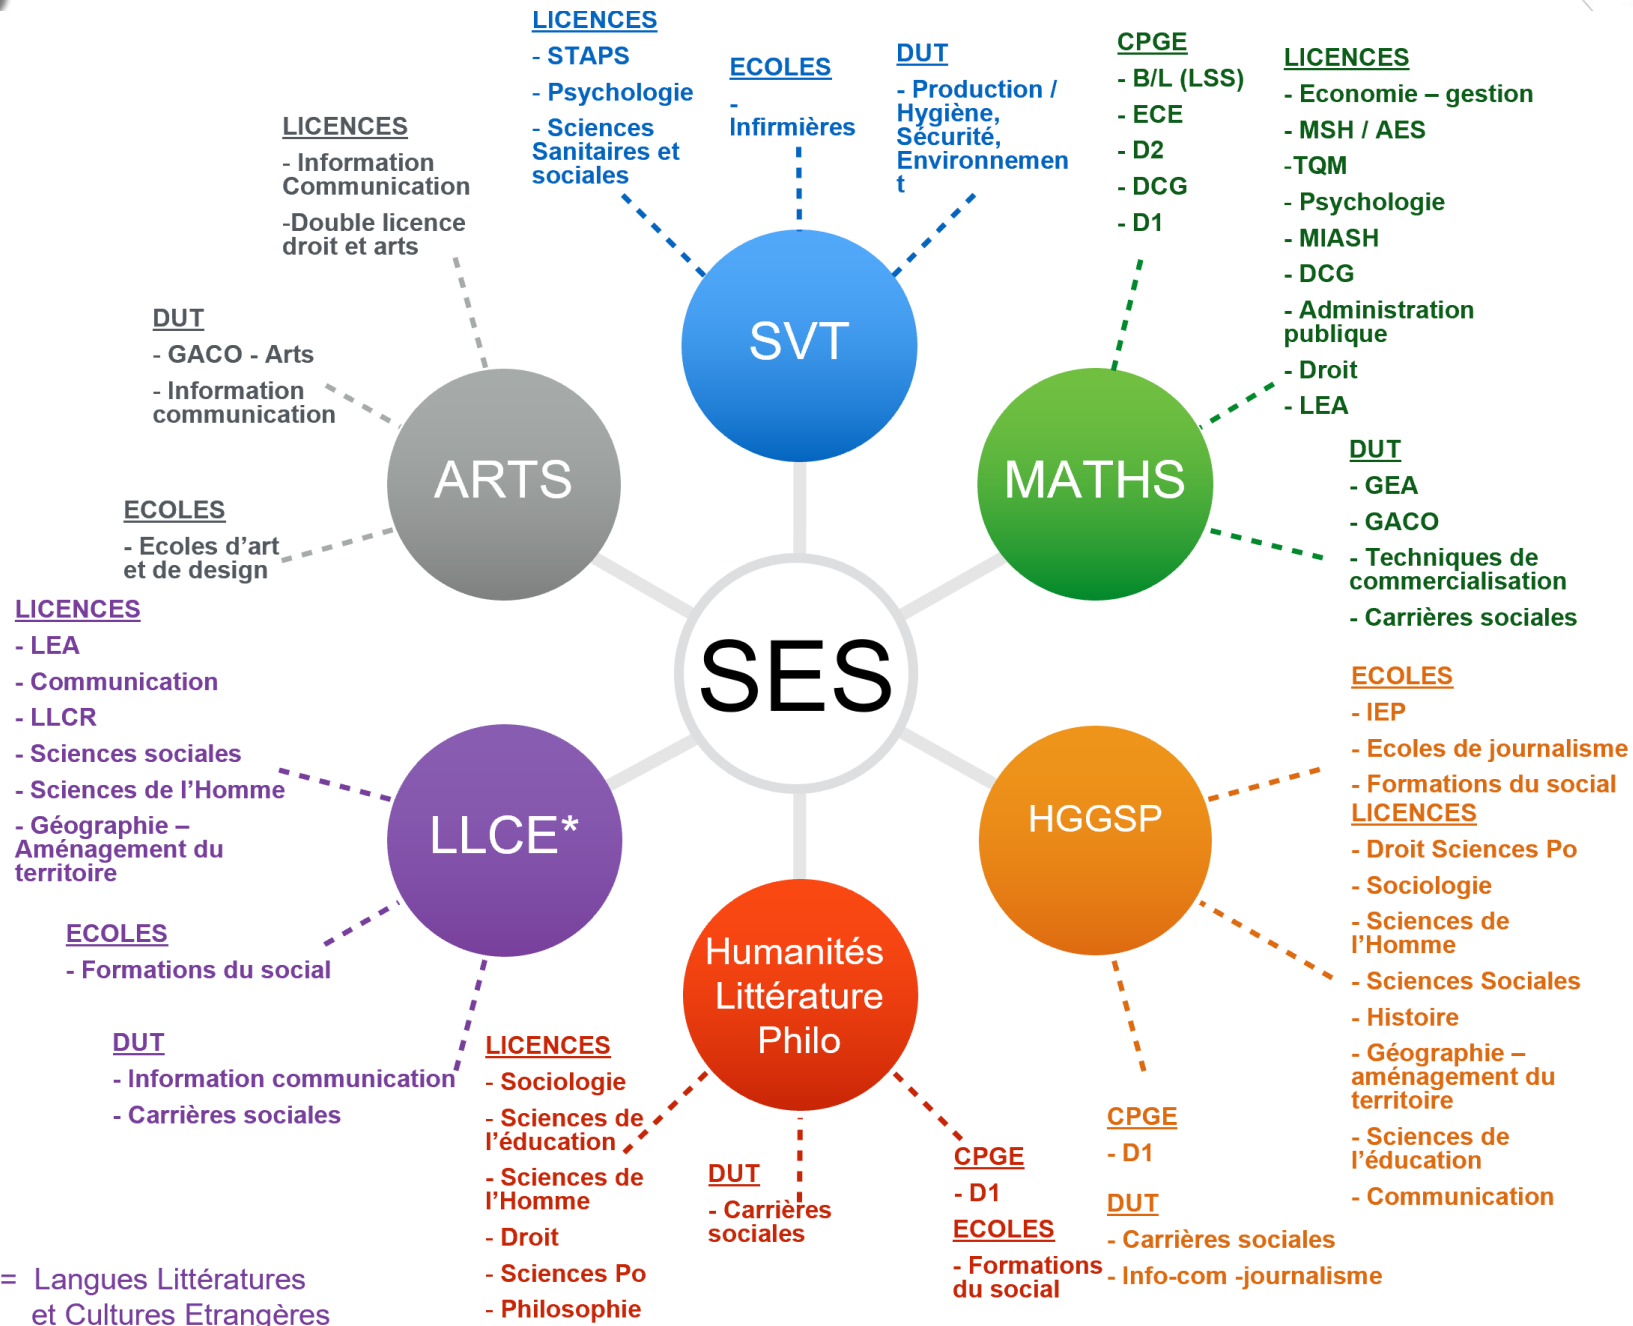 LICENCES
- STAPS
- Psychologie
- Sciences
Sanitaires et
sociales
ECOLES
-
Infirmières
DUT
- Production /
Hygiène,
Sécurité,
Environnemen
t
SVT
CPGE
- B/L (LSS)
- ECE
- D2
- DCG
- D1
LICENCES
- Economie – gestion
- MSH / AES
-TQM
- Psychologie
- MIASH
- DCG
- Administration
publique
- Droit
- LEA
DUT
- GEA
- GACO
- Techniques de
commercialisation
- Carrières sociales
MATHS
LICENCES
- Information
Communication
-Double licence
droit et arts
DUT
- GACO - Arts
- Information
communication
ECOLES
- Ecoles d’art
et de design
ARTS
SES
LICENCES
- LEA
- Communication
- LLCR
- Sciences sociales
- Sciences de l’Homme
- Géographie –
Aménagement du
territoire
ECOLES
- Formations du social
DUT
- Information communication
- Carrières sociales
LLCE*
HGGSP
ECOLES
- IEP
- Ecoles de journalisme
- Formations du social
LICENCES
- Droit Sciences Po
- Sociologie
- Sciences de
l’Homme
- Sciences Sociales
- Histoire
- Géographie –
aménagement du
territoire
- Sciences de
l’éducation
- Communication
CPGE
- D1
DUT
- Carrières sociales
- Info-com -journalisme
Humanités
Littérature
Philo
LICENCES
- Sociologie
- Sciences de
l’éducation
- Sciences de
l’Homme
- Droit
- Sciences Po
- Philosophie
DUT
- Carrières
sociales
CPGE
- D1
ECOLES
- Formations
du social
= Langues Littératures
et Cultures Etrangères